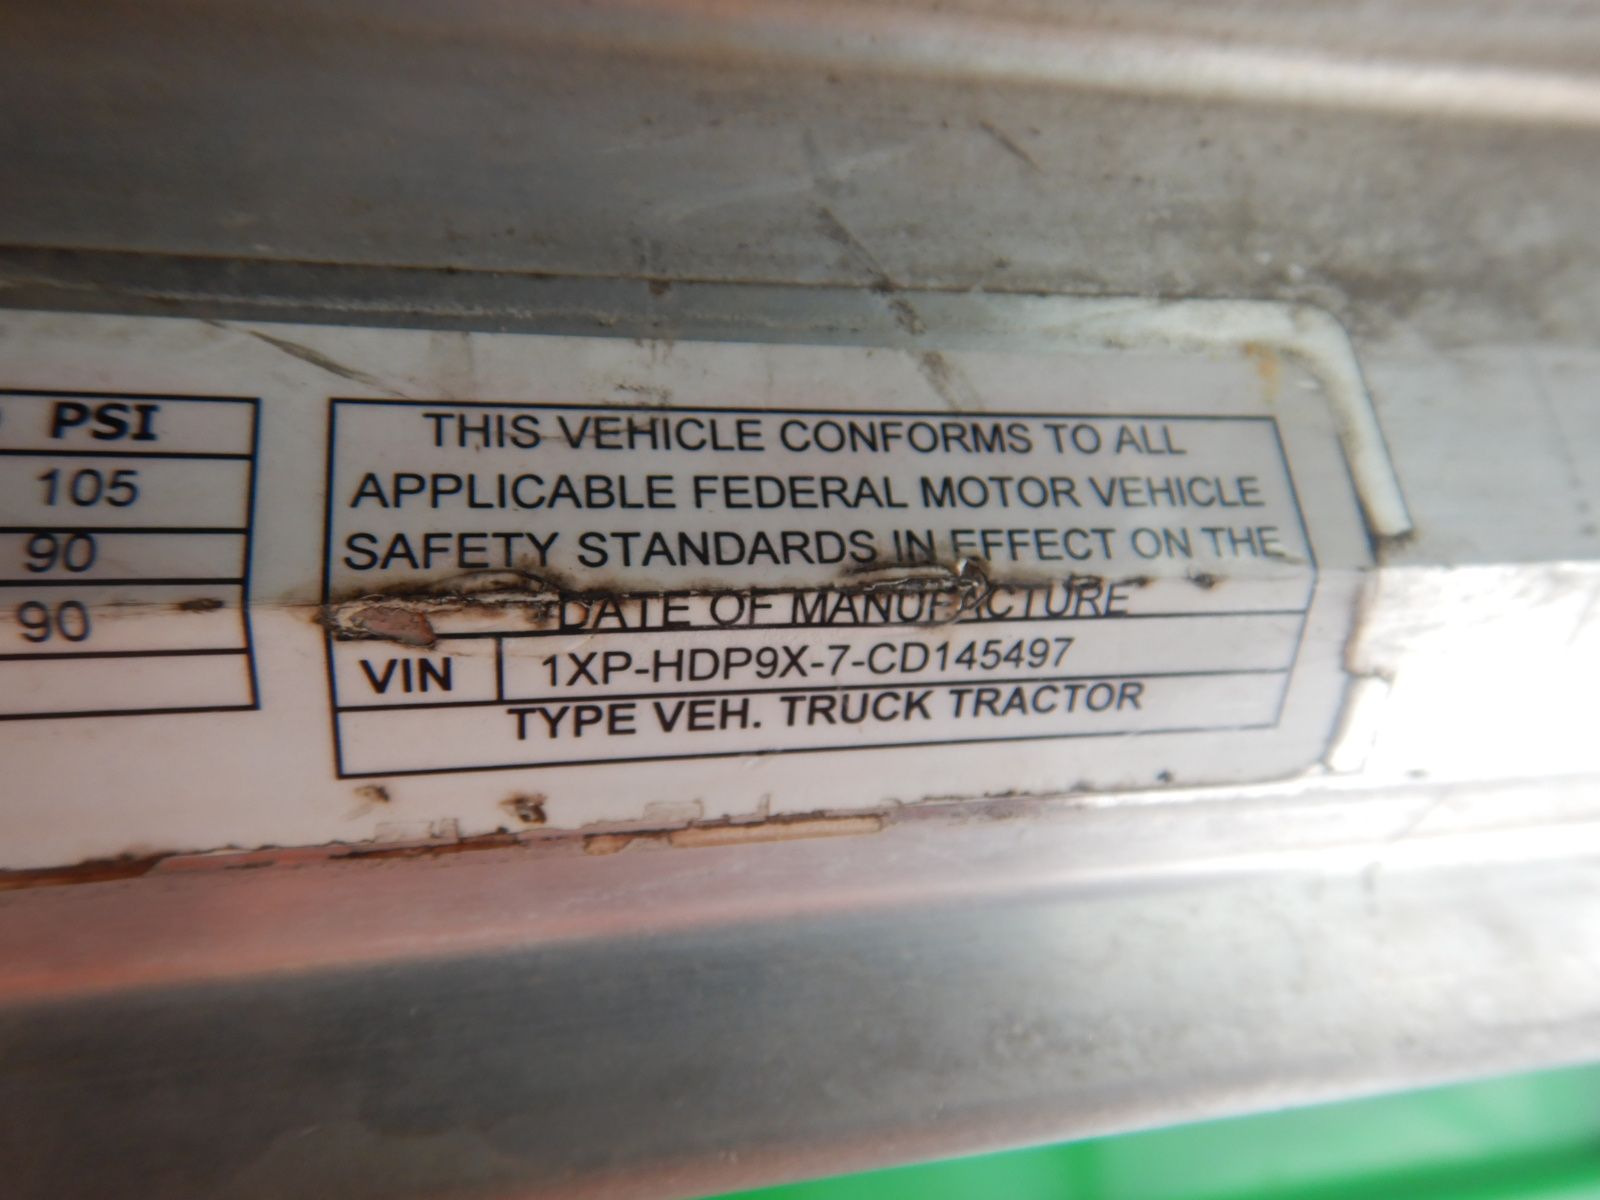 PSI
105
90
90
THIS VEHICLE CONFORMS TO ALL
APPLICABLE FEDERAL MOTOR VEHICLE
SAFETY STANDARDS IN EFFECT ON THE
DATE OF MANUFACTURE
VIN 1XP-HDP9X-7-CD145497
TYPE VEH. TRUCK TRACTOR